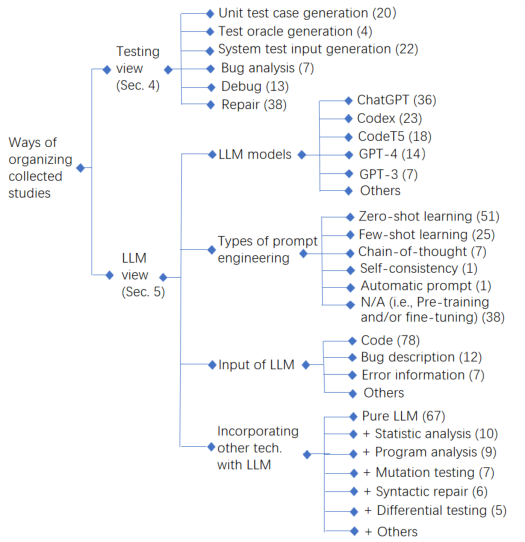 Unit test case generation (20)
Test oracle generation (4)
System test input generation (22)
Bug analysis (7)
Debug (13)
Repair (38)
Testing
view
(Sec. 4)
Ways of
organizing
collected
studies
LLM
view
(Sec. 5)
LLM models
ChatGPT (36)
Codex (23)
CodeT5 (18)
GPT-4 (14)
GPT-3 (7)
Others
Types of prompt
engineering
Zero-shot learning (51)
Few-shot learning (25)
Chain-of-thought (7)
Self-consistency (1)
Automatic prompt (1)
N/A (i.e., Pre-training
and/or fine-tuning) (38)
Input of LLM
Code (78)
Bug description (12)
Error information (7)
Others
Incorporating
other tech.
with LLM
Pure LLM (67)
+ Statistic analysis (10)
+ Program analysis (9)
+ Mutation testing (7)
+ Syntactic repair (6)
+ Differential testing (5)
+ Others